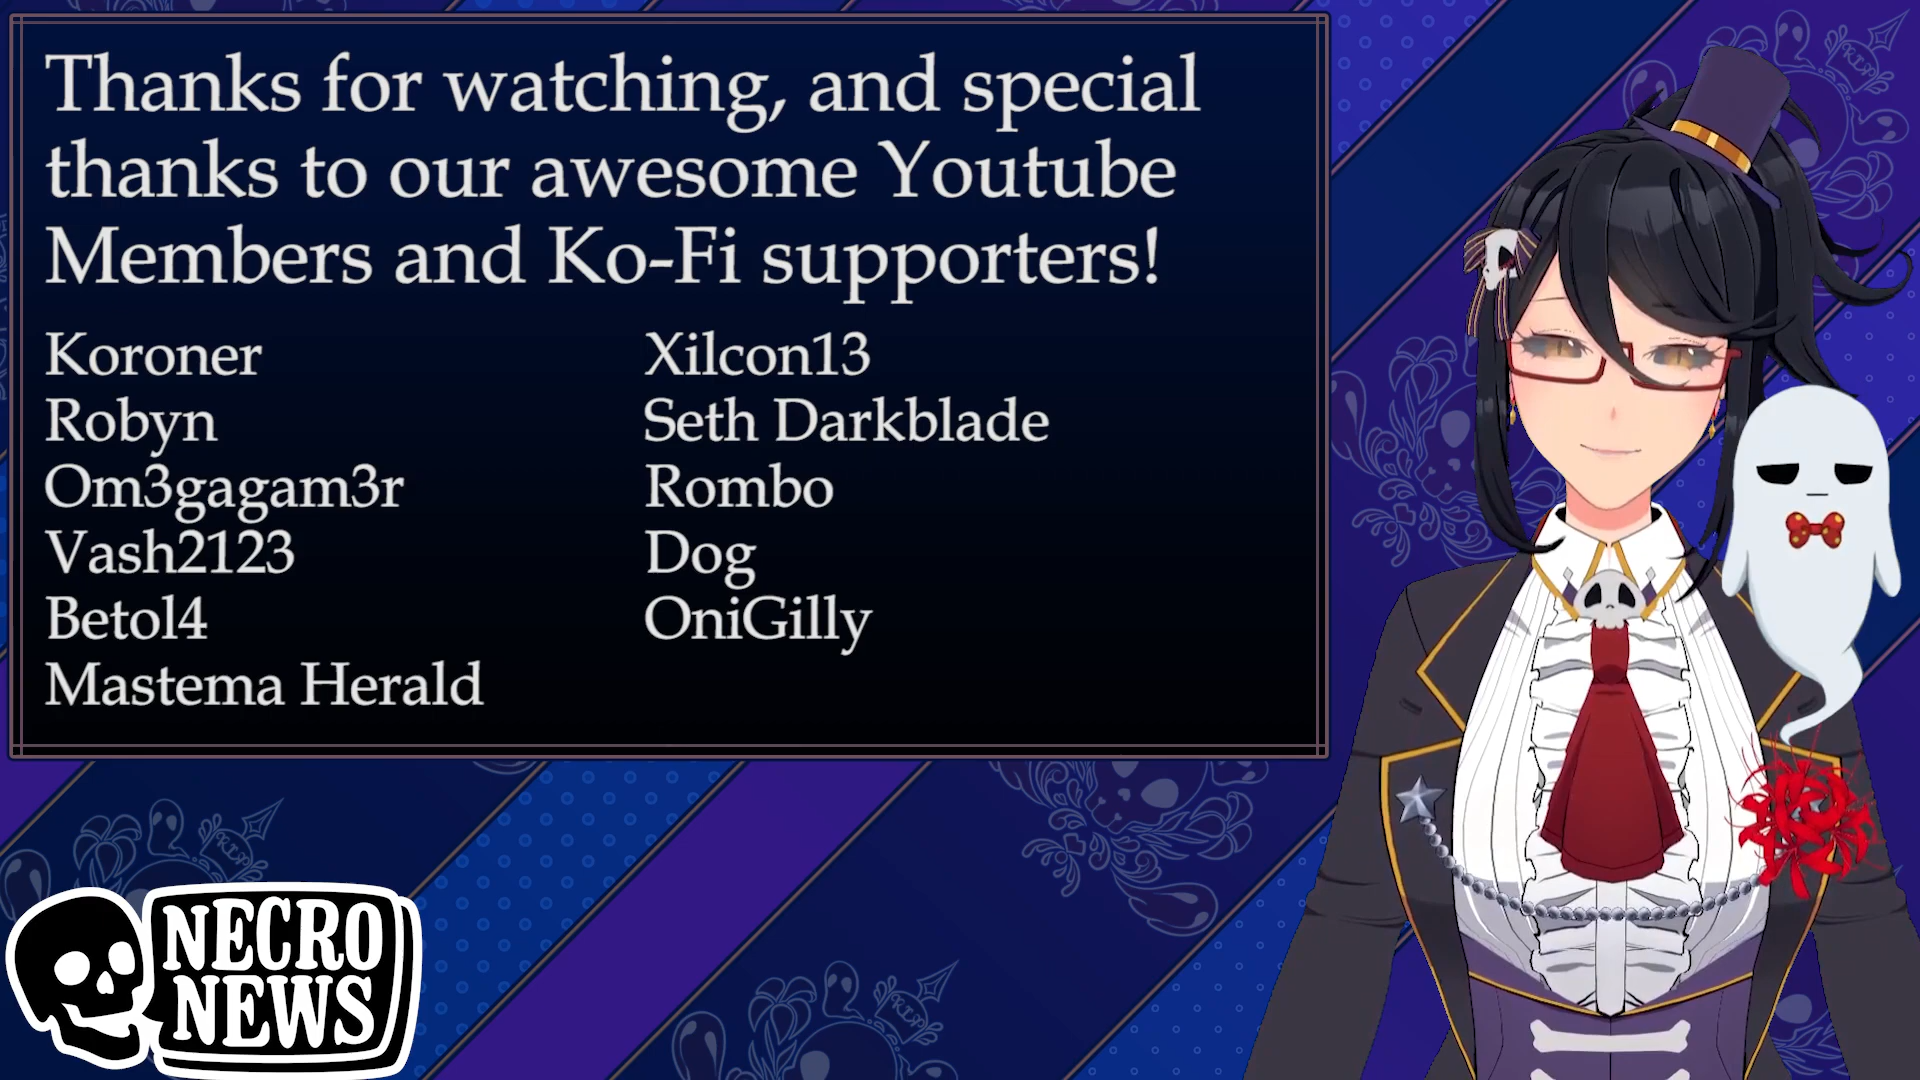 Thanks for watching, and special
thanks to our awesome Youtube
Members and Ko-Fi supporters!
Koroner
Robyn
Om3gagam3r
Vash2123
Betol4
Mastema Herald
Xilcon13
Seth Darkblade
Rombo
Dog
OniGilly
NECRO
NEWS